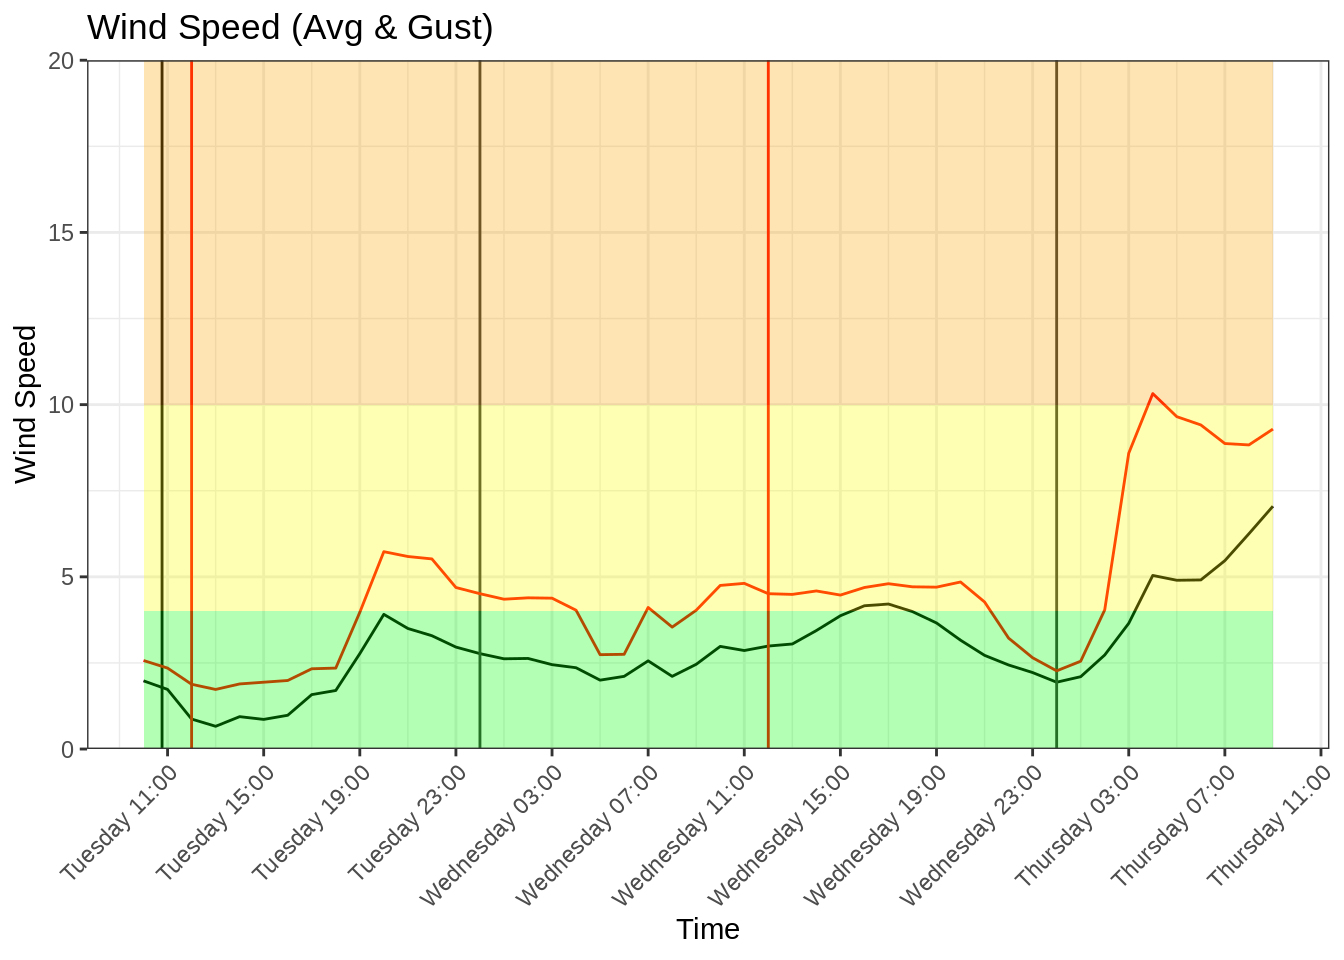 Wind Speed (Avg & Gust)
Wind Speed
20
15
10
5
0
Tuesday 11:00
Tuesday 15:00
Tuesday 19:00
Tuesday 23:00
Wednesday 03:00
Wednesday 07:00
Wednesday 11:00
Wednesday 15:00
Wednesday 19:00
Wednesday 23:00
Thursday 03:00
Thursday 07:00
Thursday 11:00
Time